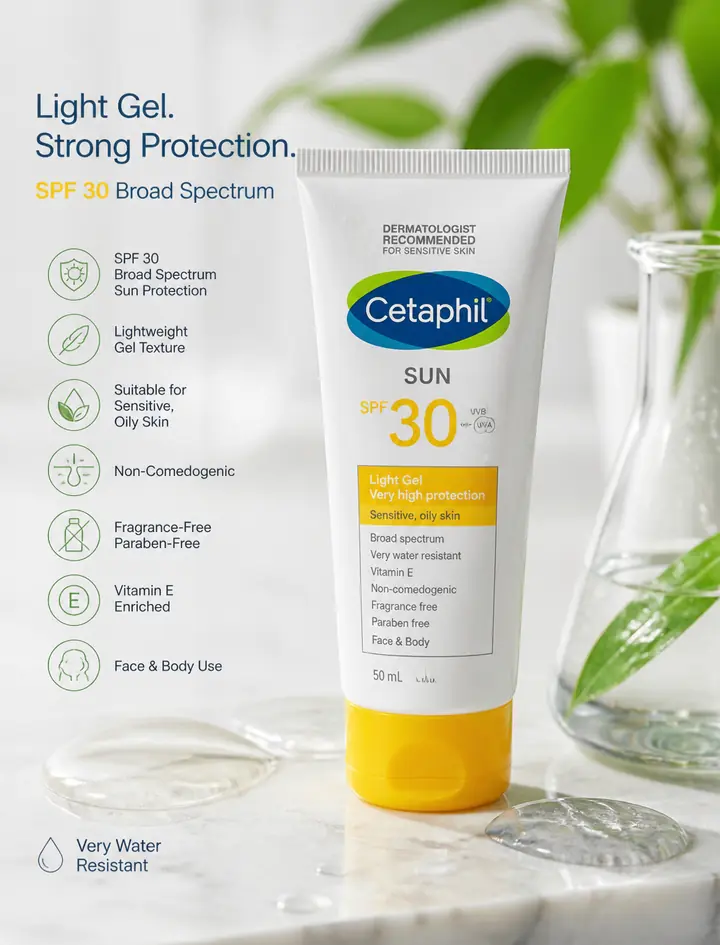 Light Gel.
Strong Protection.
SPF 30 Broad Spectrum
SPF 30
Broad Spectrum
Sun Protection
Lightweight
Gel Texture
Suitable for
Sensitive,
Oily Skin
Non-Comedogenic
Fragrance-Free
Paraben-Free
E
Vitamin E
Enriched
Face & Body Use
Very Water
Resistant
DERMATOLOGIST
RECOMMENDED
FOR SENSITIVE SKIN
Cetaphil®
SUN
SPF 30
UVB
UVA
Light Gel
Very high protection
Sensitive, oily skin
Broad spectrum
Very water resistant
Vitamin E
Non-comedogenic
Fragrance free
Paraben free
Face & Body
50 mL